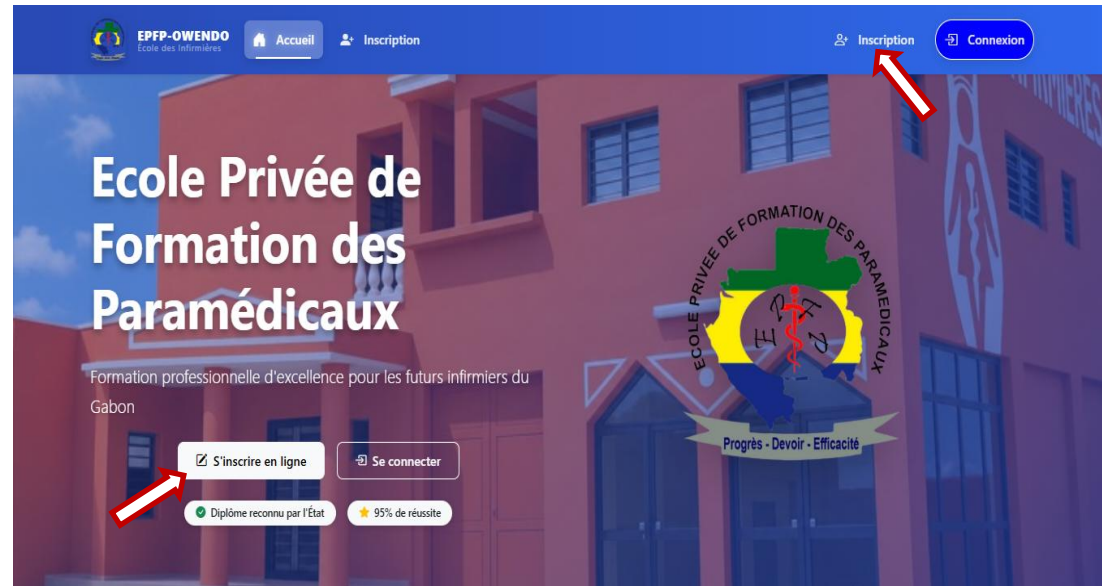 EPFP-OWENDO
École des Infirmières
Accueil
Inscription
Inscription
Connexion
Ecole Privée de
Formation des
Paramédicaux
Formation professionnelle d'excellence pour les futurs infirmiers du
Gabon
S'inscrire en ligne
Se connecter
Diplôme reconnu par l'État
95% de réussite
ECOLE PRIVEE DE FORMATION DES PARAMEDICAUX
EPFP
Progrès - Devoir - Efficacité